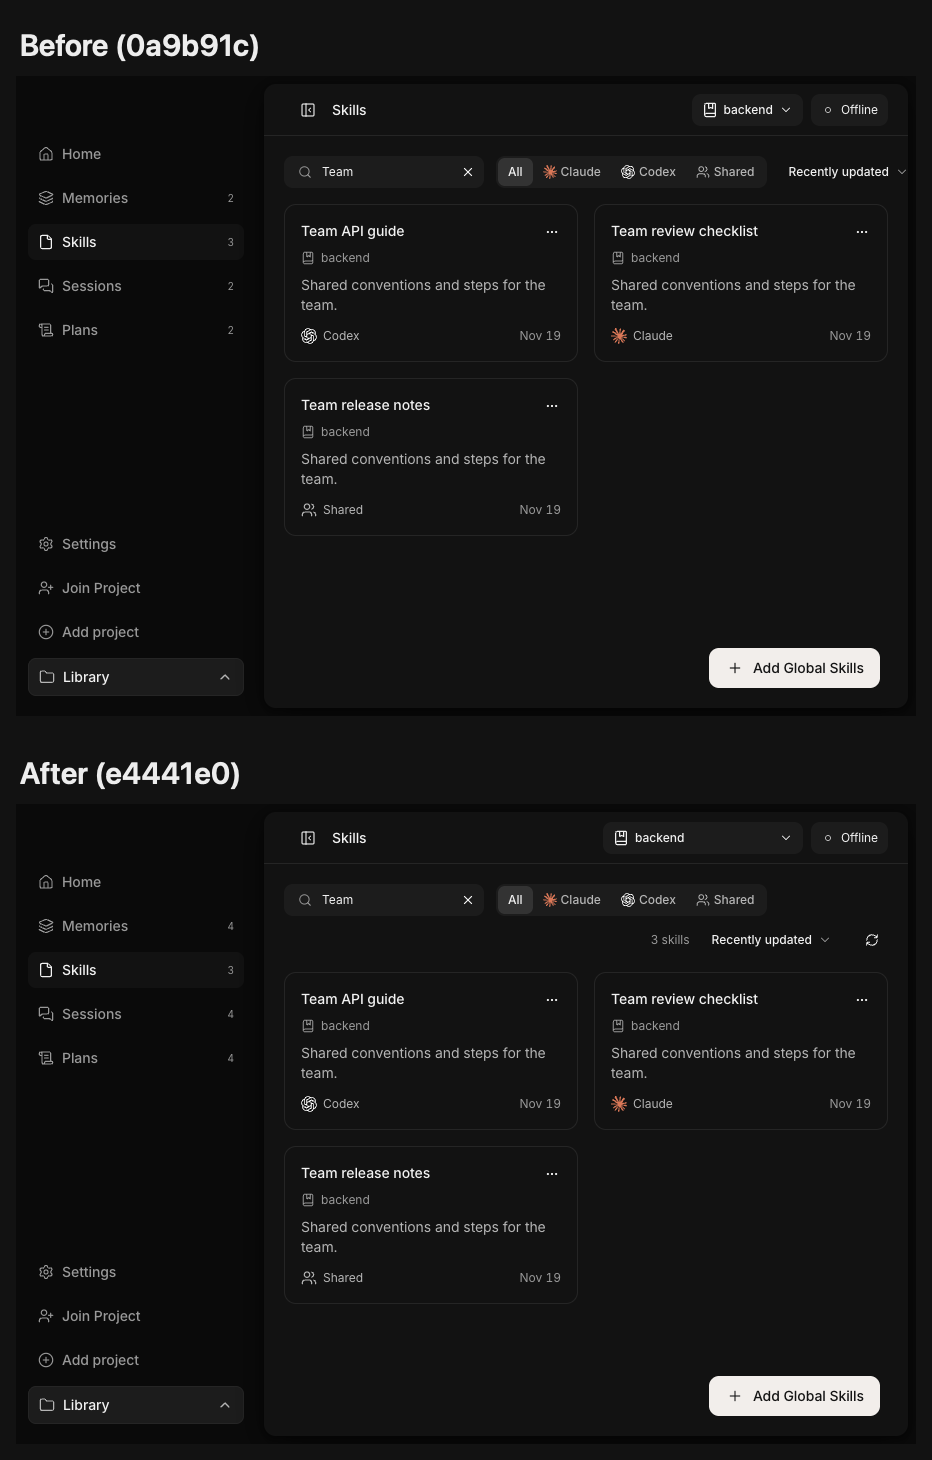 Before (0a9b91c)
Skills
backend
Offline
Home
Memories 2
Skills 3
Sessions 2
Plans 2
Team
All Claude Codex Shared
Recently updated
Team API guide
backend
Shared conventions and steps for the
team.
Codex Nov 19
Team review checklist
backend
Shared conventions and steps for the
team.
Claude Nov 19
Team release notes
backend
Shared conventions and steps for the
team.
Shared Nov 19
Settings
Join Project
Add project
Library
Add Global Skills
After (e4441e0)
Skills
backend
Offline
Home
Memories 4
Skills 3
Sessions 4
Plans 4
Team
All Claude Codex Shared
3 skills Recently updated
Team API guide
backend
Shared conventions and steps for the
team.
Codex Nov 19
Team review checklist
backend
Shared conventions and steps for the
team.
Claude Nov 19
Team release notes
backend
Shared conventions and steps for the
team.
Shared Nov 19
Settings
Join Project
Add project
Library
Add Global Skills